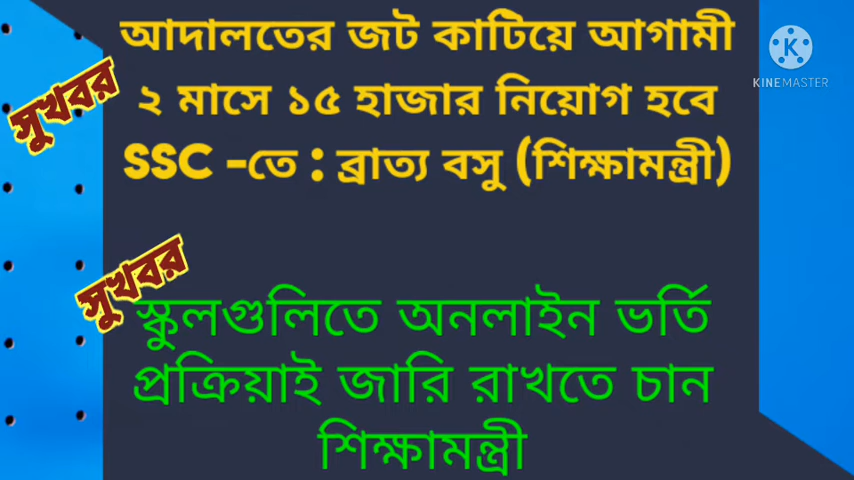 আদালতের জট কাটিয়ে আগামী
২ মাসে ১৫ হাজার নিয়োগ হবে
SSC -তে : ব্রাত্য বসু (শিক্ষামন্ত্রী)
সুখবর
K
KINEMASTER
সুখবর
স্কুলগুলিতে অনলাইন ভর্তি
প্রক্রিয়াই জারি রাখতে চান
শিক্ষামন্ত্রী